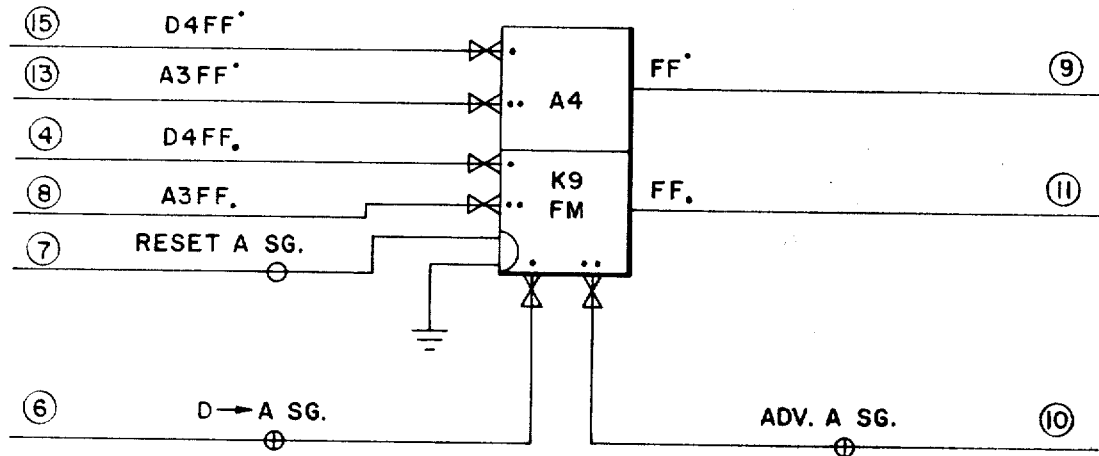 15 D4FF˙
13 A3FF˙
4 D4FF.
8 A3FF.
7 RESET A SG.
A4
K9
FM
FF˙ 9
FF. 11
6 D→A SG.
ADV. A SG. 10